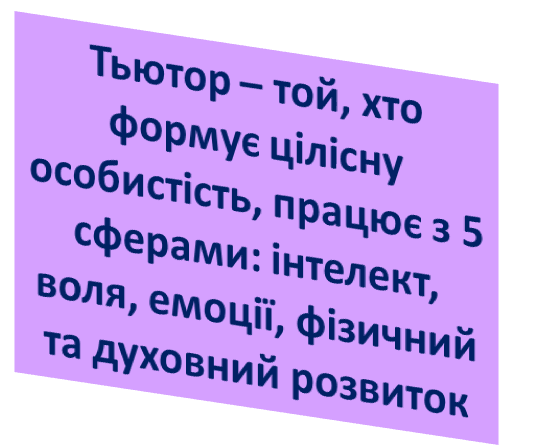 Тьютор – той, хто
формує цілісну
особистість, працює з 5
сферами: інтелект,
воля, емоції, фізичний
та духовний розвиток